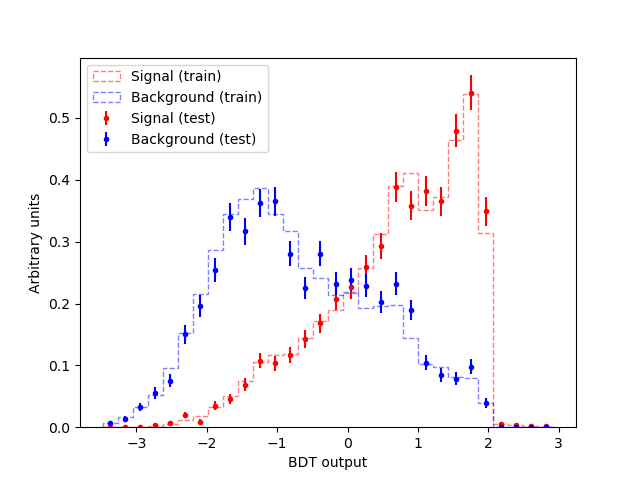 Signal (train)
Background (train)
Signal (test)
Background (test)
0.5
0.4
0.3
0.2
0.1
0.0
Arbitrary units
−3 −2 −1 0 1 2 3
BDT output